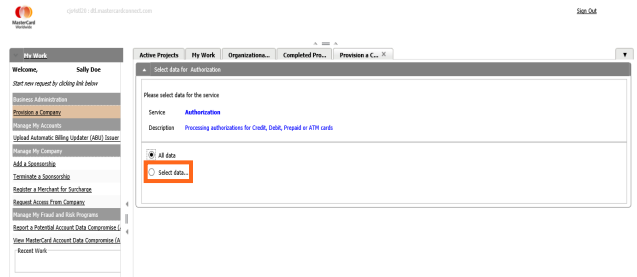 Sign Out
MasterCard
Worldwide
My Work
Active Projects
My Work
Organizationa...
Completed Pro...
Provision a C... ×
Welcome, Sally Doe
Start new request by clicking link below
Business Administration
Provision a Company
Manage My Accounts
Upload Automatic Billing Updater (ABU) Issuer
Manage My Company
Add a Sponsorship
Terminate a Sponsorship
Register a Merchant for Surcharge
Request Access From Company
Manage My Fraud and Risk Programs
Report a Potential Account Data Compromise (
View MasterCard Account Data Compromise (A
Recent Work
Select data for Authorization
Please select data for the service
Service Authorization
Description Processing authorizations for Credit, Debit, Prepaid or ATM cards
All data
Select data...